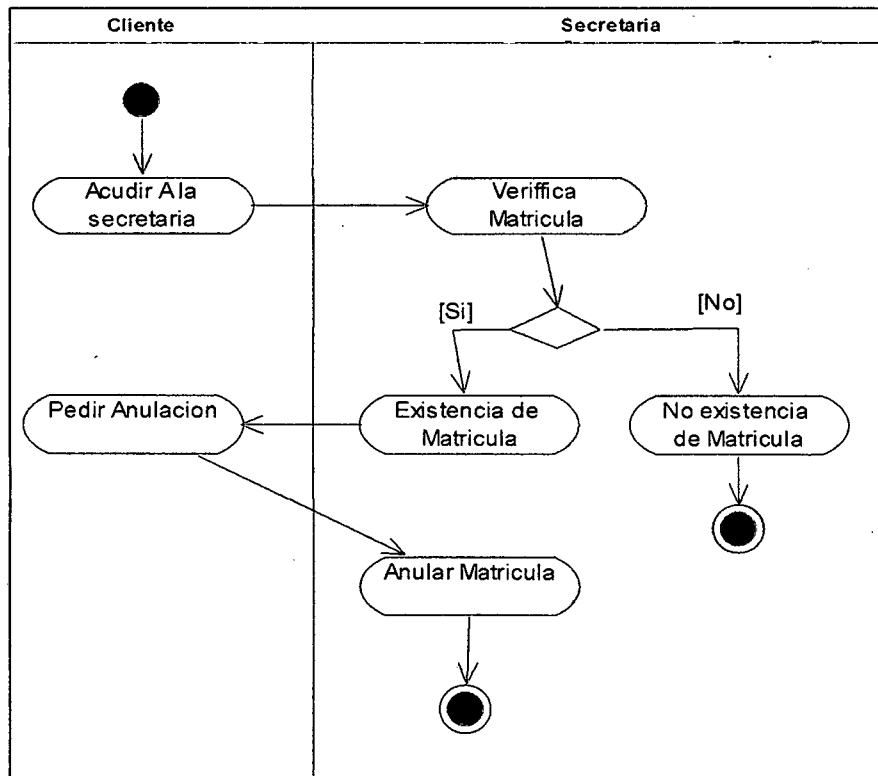 Cliente
Secretaria
Acudir A la
secretaria
Veriffica
Matricula
[Si]
[No]
Pedir Anulacion
Existencia de
Matricula
No existencia
de Matricula
Anular Matricula